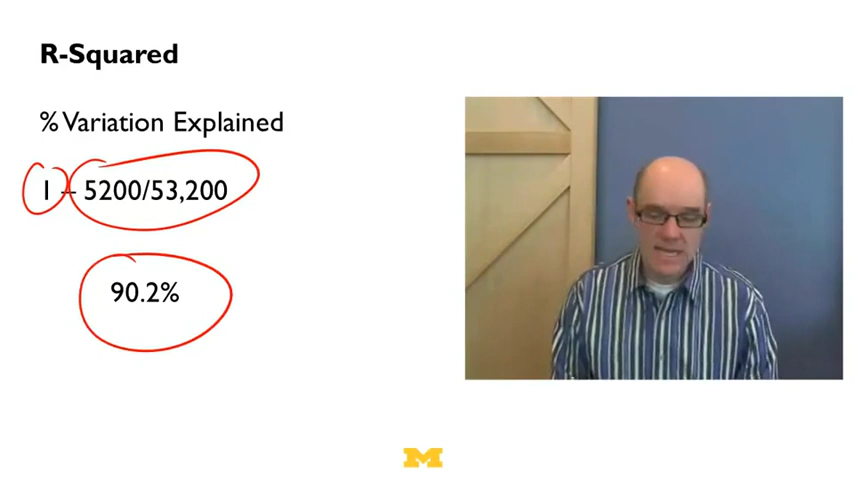 R-Squared
% Variation Explained
1 – 5200/53,200
90.2%
M